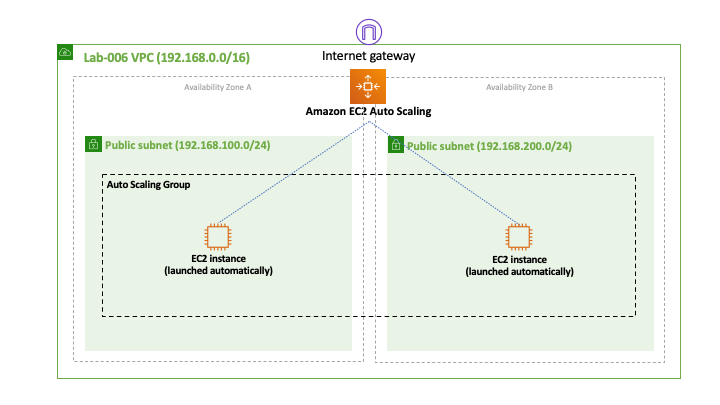 Lab-006 VPC (192.168.0.0/16)
Internet gateway
Availability Zone A
Availability Zone B
Amazon EC2 Auto Scaling
Public subnet (192.168.100.0/24)
Public subnet (192.168.200.0/24)
Auto Scaling Group
EC2 instance
(launched automatically)
EC2 instance
(launched automatically)